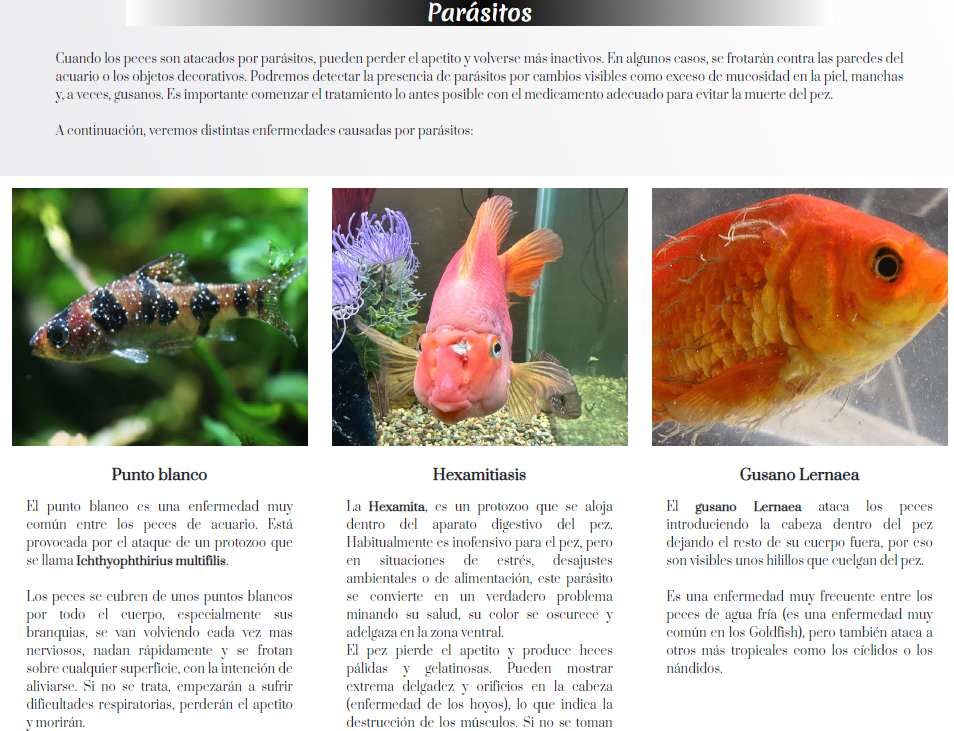 Parásitos
Cuando los peces son atacados por parásitos, pueden perder el apetito y volverse más inactivos. En algunos casos, se frotarán contra las paredes del
acuario o los objetos decorativos. Podremos detectar la presencia de parásitos por cambios visibles como exceso de mucosidad en la piel, manchas
y, a veces, gusanos. Es importante comenzar el tratamiento lo antes posible con el medicamento adecuado para evitar la muerte del pez.
A continuación, veremos distintas enfermedades causadas por parásitos:
Punto blanco
El punto blanco es una enfermedad muy
común entre los peces de acuario. Está
provocada por el ataque de un protozoo que
se llama Ichthyophthirius multifilis.
Los peces se cubren de unos puntos blancos
por todo el cuerpo, especialmente sus
branquias, se van volviendo cada vez mas
nerviosos, nadan rápidamente y se frotan
sobre cualquier superficie, con la intención de
aliviarse. Si no se trata, empezarán a sufrir
dificultades respiratorias, perderán el apetito
y morirán.
Hexamitiasis
La Hexamita, es un protozoo que se aloja
dentro del aparato digestivo del pez.
Habitualmente es inofensivo para el pez, pero
en situaciones de estrés, desajustes
ambientales o de alimentación, este parásito
se convierte en un verdadero problema
minando su salud, su color se oscurece y
adelgaza en la zona ventral.
El pez pierde el apetito y produce heces
pálidas y gelatinosas. Pueden mostrar
extrema delgadez y orificios en la cabeza
(enfermedad de los hoyos), lo que indica la
destrucción de los músculos. Si no se toman
Gusano Lernaea
El gusano Lernaea ataca los peces
introduciendo la cabeza dentro del pez
dejando el resto de su cuerpo fuera, por eso
son visibles unos hilillos que cuelgan del pez.
Es una enfermedad muy frecuente entre los
peces de agua fría (es una enfermedad muy
común en los Goldfish), pero también ataca a
otros más tropicales como los cíclidos o los
nándidos.